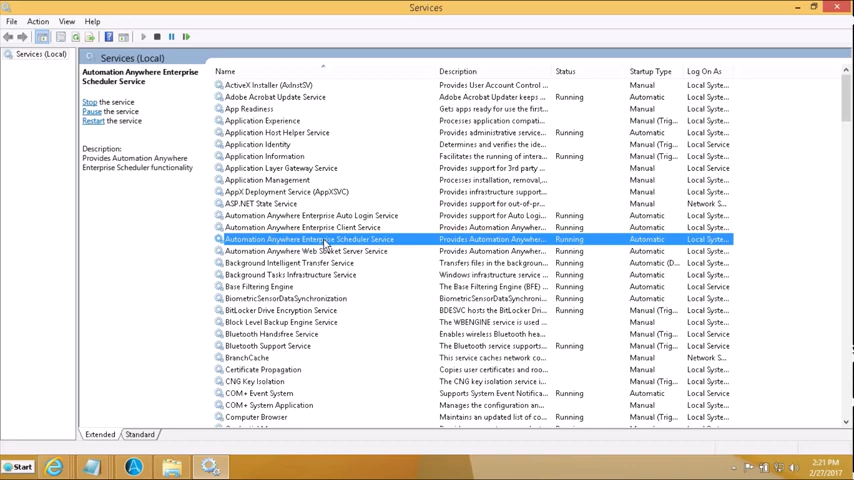 Services
File Action View Help
Services (Local)
Services (Local)
Automation Anywhere Enterprise
Scheduler Service
Stop the service
Pause the service
Restart the service
Description:
Provides Automation Anywhere
Enterprise Scheduler functionality
Name Description Status Startup Type Log On As
ActiveX Installer (AxInstSV) Provides User Account Control ... Manual Local Syste...
Adobe Acrobat Update Service Adobe Acrobat Updater keeps ... Running Automatic Local Syste...
App Readiness Gets apps ready for use the first... Manual Local Syste...
Application Experience Processes application compati... Manual (Trig... Local Syste...
Application Host Helper Service Provides administrative service... Running Automatic Local Syste...
Application Identity Determines and verifies the ide... Manual (Trig... Local Service
Application Information Facilitates the running of intera... Running Manual (Trig... Local Syste...
Application Layer Gateway Service Provides support for 3rd party ... Manual Local Service
Application Management Processes installation, removal,... Manual Local Syste...
AppX Deployment Service (AppXSVC) Provides infrastructure support... Manual Local Syste...
ASP.NET State Service Provides support for out-of-pr... Manual Network S...
Automation Anywhere Enterprise Auto Login Service Provides support for Auto Logi... Running Automatic Local Syste...
Automation Anywhere Enterprise Client Service Provides Automation Anywher... Running Automatic Local Syste...
Automation Anywhere Enterprise Scheduler Service Provides Automation Anywher... Running Automatic Local Syste...
Automation Anywhere Web Socket Server Service Provides Automation Anywher... Running Automatic Local Syste...
Background Intelligent Transfer Service Transfers files in the backgroun... Running Automatic (D... Local Syste...
Background Tasks Infrastructure Service Windows infrastructure service... Running Automatic Local Syste...
Base Filtering Engine The Base Filtering Engine (BFE) ... Running Automatic Local Service
BiometricSensorDataSynchronization BiometricSensorDataSynchroni... Running Automatic Local Syste...
BitLocker Drive Encryption Service BDESVC hosts the BitLocker Dri... Running Manual (Trig... Local Syste...
Block Level Backup Engine Service The WBENGINE service is used ... Manual Local Syste...
Bluetooth Handsfree Service Enables wireless Bluetooth hea... Manual (Trig... Local Service
Bluetooth Support Service The Bluetooth service supports... Running Manual (Trig... Local Service
BranchCache This service caches network co... Manual Network S...
Certificate Propagation Copies user certificates and roo... Manual Local Syste...
CNG Key Isolation The CNG key isolation service i... Running Manual (Trig... Local Syste...
COM+ Event System Supports System Event Notifica... Running Automatic Local Service
COM+ System Application Manages the configuration an... Manual Local Syste...
Computer Browser Maintains an updated list of co... Running Manual (Trig... Local Syste...
Extended Standard
Start
2:21 PM
2/27/2017